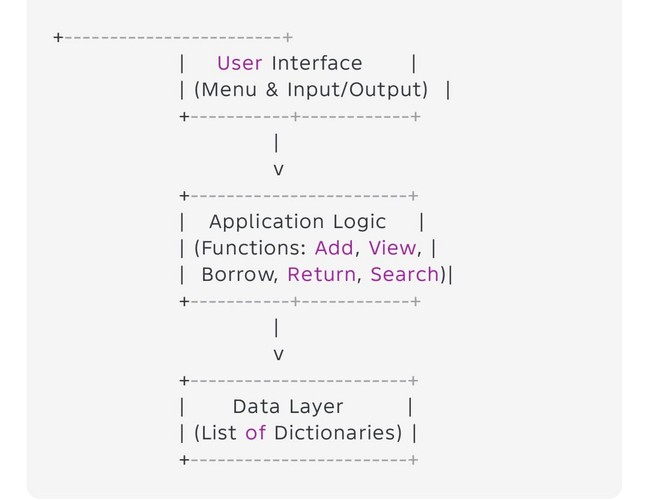 +------------------------+
|    User Interface      |
| (Menu & Input/Output)  |
+-----------+------------+
|
v
+------------------------+
|   Application Logic    |
| (Functions: Add, View, |
|  Borrow, Return, Search)|
+-----------+------------+
|
v
+------------------------+
|      Data Layer        |
| (List of Dictionaries) |
+------------------------+